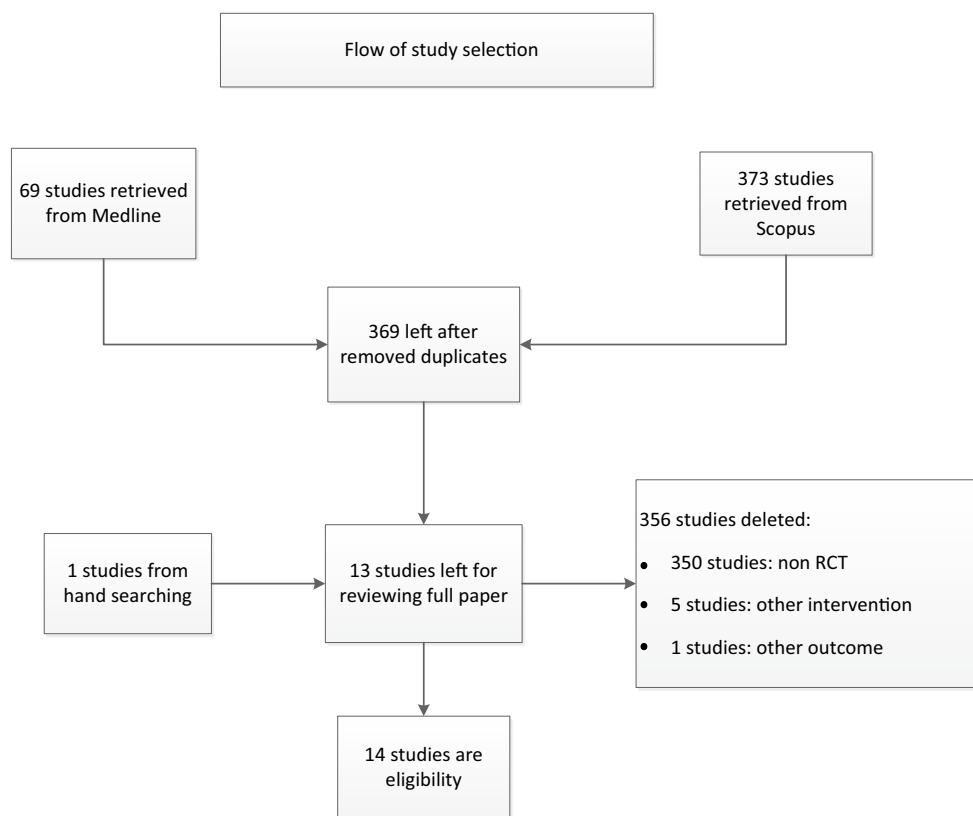 Flow of study selection
69 studies retrieved
from Medline
373 studies
retrieved from
Scopus
369 left after
removed duplicates
1 studies from
hand searching
13 studies left for
reviewing full paper
356 studies deleted:
• 350 studies: non RCT
• 5 studies: other intervention
• 1 studies: other outcome
14 studies are
eligibility